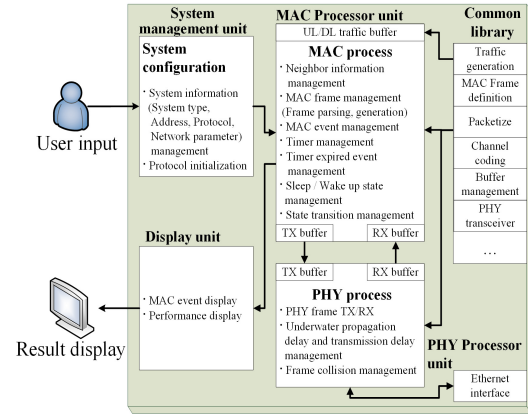 System
management unit
System
configuration
· System information
(System type,
Address, Protocol,
Network parameter)
management
· Protocol initialization
User input
Display unit
· MAC event display
· Performance display
Result display
MAC Processor unit
UL/DL traffic buffer
MAC process
· Neighbor information
management
· MAC frame management
(Frame parsing, generation)
· MAC event management
· Timer management
· Timer expired event
management
· Sleep / Wake up state
management
· State transition management
TX buffer
RX buffer
TX buffer
RX buffer
PHY process
· PHY frame TX/RX
· Underwater propagation
delay and transmission delay
management
· Frame collision management
Common
library
Traffic
generation
MAC Frame
definition
Packetize
Channel
coding
Buffer
management
PHY
transceiver
...
PHY Processor
unit
Ethernet
interface